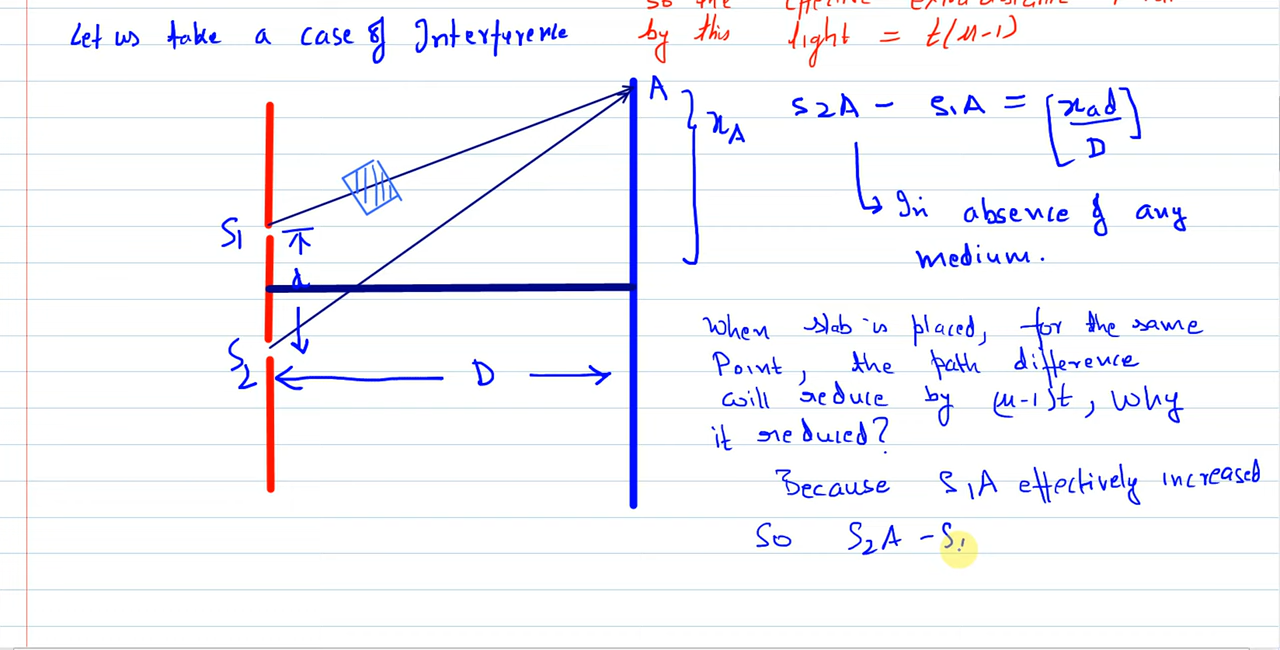 by this light = t(μ-1)
Let us take a case of Interference
A
x_A
S2A - S1A = [x_A d / D]
↳ In absence of any
medium.
S1
d
S2
D
When slab is placed, for the same
Point, the path difference
will reduce by (μ-1)t, Why
it reduced?
Because S1A effectively increased
So S2A - S1